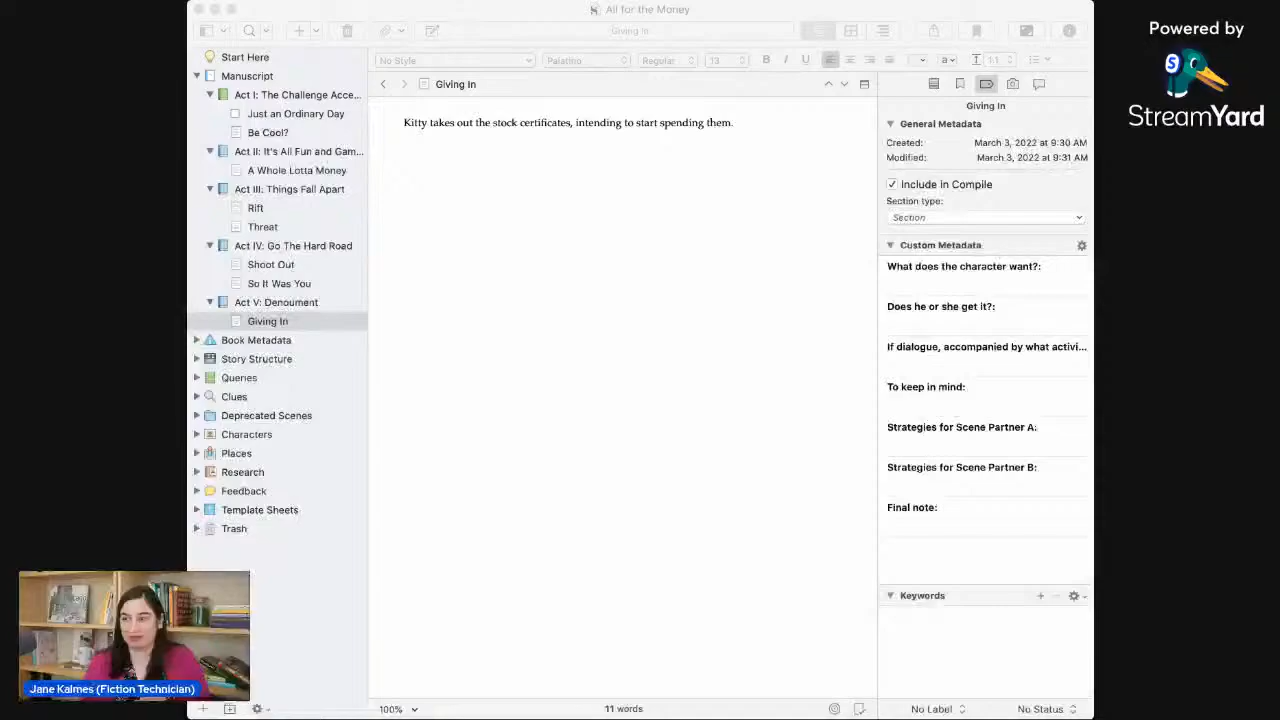 All for the Money
Giving In
No Style
Palatino
Regular
13
B
I
U
a
1:1
Start Here
Manuscript
Act I: The Challenge Acce...
Just an Ordinary Day
Be Cool?
Act II: It's All Fun and Gam...
A Whole Lotta Money
Act III: Things Fall Apart
Rift
Threat
Act IV: Go The Hard Road
Shoot Out
So It Was You
Act V: Denoument
Giving In
Book Metadata
Story Structure
Queries
Clues
Deprecated Scenes
Characters
Places
Research
Feedback
Template Sheets
Trash
Giving In
Kitty takes out the stock certificates, intending to start spending them.
100%
11 words
Giving In
General Metadata
Created: March 3, 2022 at 9:30 AM
Modified: March 3, 2022 at 9:31 AM
Include in Compile
Section type:
Section
Custom Metadata
What does the character want?:
Does he or she get it?:
If dialogue, accompanied by what activi...
To keep in mind:
Strategies for Scene Partner A:
Strategies for Scene Partner B:
Final note:
Keywords
No Label
No Status
Jane Kalmes (Fiction Technician)
Powered by
S
StreamYard